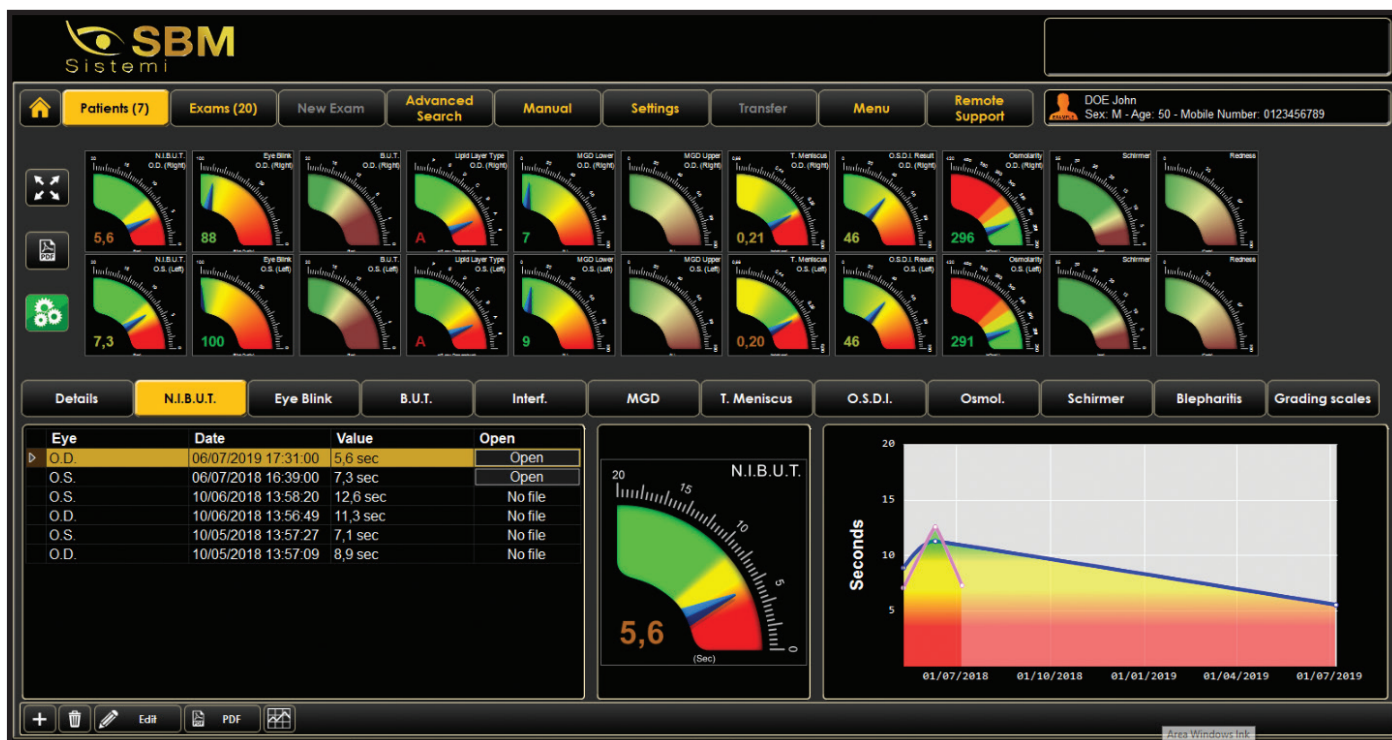 SBM
Sistemi
Patients (7)
Exams (20)
New Exam
Advanced
Search
Manual
Settings
Transfer
Menu
Remote
Support
DOE John
Sex: M - Age: 50 - Mobile Number: 0123456789
N.I.B.U.T.
O.D. (Right)
5,6
Eye Blink
O.D. (Right)
88
B.U.T.
O.D. (Right)
Lipid Layer Type
O.D. (Right)
A
MGD Lower
O.D. (Right)
7
MGD Upper
O.D. (Right)
T. Meniscus
O.D. (Right)
0,21
O.S.D.I. Result
O.D. (Right)
46
Osmolarity
O.D. (Right)
296
Schirmer
Redness
PDF
N.I.B.U.T.
O.S. (Left)
7,3
Eye Blink
O.S. (Left)
100
B.U.T.
O.S. (Left)
Lipid Layer Type
O.S. (Left)
A
MGD Lower
O.S. (Left)
9
MGD Upper
O.S. (Left)
T. Meniscus
O.S. (Left)
0,20
O.S.D.I. Result
O.S. (Left)
46
Osmolarity
O.S. (Left)
291
Schirmer
Redness
Details
N.I.B.U.T.
Eye Blink
B.U.T.
Interf.
MGD
T. Meniscus
O.S.D.I.
Osmol.
Schirmer
Blepharitis
Grading scales
Eye Date Value Open
O.D. 06/07/2019 17:31:00 5,6 sec Open
O.S. 06/07/2018 16:39:00 7,3 sec Open
O.S. 10/06/2018 13:58:20 12,6 sec No file
O.D. 10/06/2018 13:56:49 11,3 sec No file
O.S. 10/05/2018 13:57:27 7,1 sec No file
O.D. 10/05/2018 13:57:09 8,9 sec No file
N.I.B.U.T.
20
15
10
5
0
5,6
(Sec)
Seconds
20
15
10
5
01/07/2018 01/10/2018 01/01/2019 01/04/2019 01/07/2019
Edit
PDF
Area Windows Ink